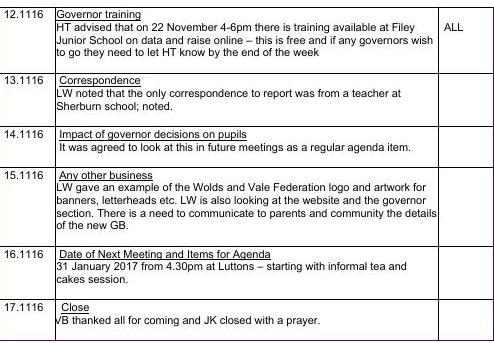 12.1116 Governor training
HT advised that on 22 November 4-6pm there is training available at Filey ALL
Junior School on data and raise online – this is free and if any governors wish
to go they need to let HT know by the end of the week
13.1116 Correspondence
LW noted that the only correspondence to report was from a teacher at
Sherburn school; noted.
14.1116 Impact of governor decisions on pupils
It was agreed to look at this in future meetings as a regular agenda item.
15.1116 Any other business
LW gave an example of the Wolds and Vale Federation logo and artwork for
banners, letterheads etc. LW is also looking at the website and the governor
section. There is a need to communicate to parents and community the details
of the new GB.
16.1116 Date of Next Meeting and Items for Agenda
31 January 2017 from 4.30pm at Luttons – starting with informal tea and
cakes session.
17.1116 Close
VB thanked all for coming and JK closed with a prayer.